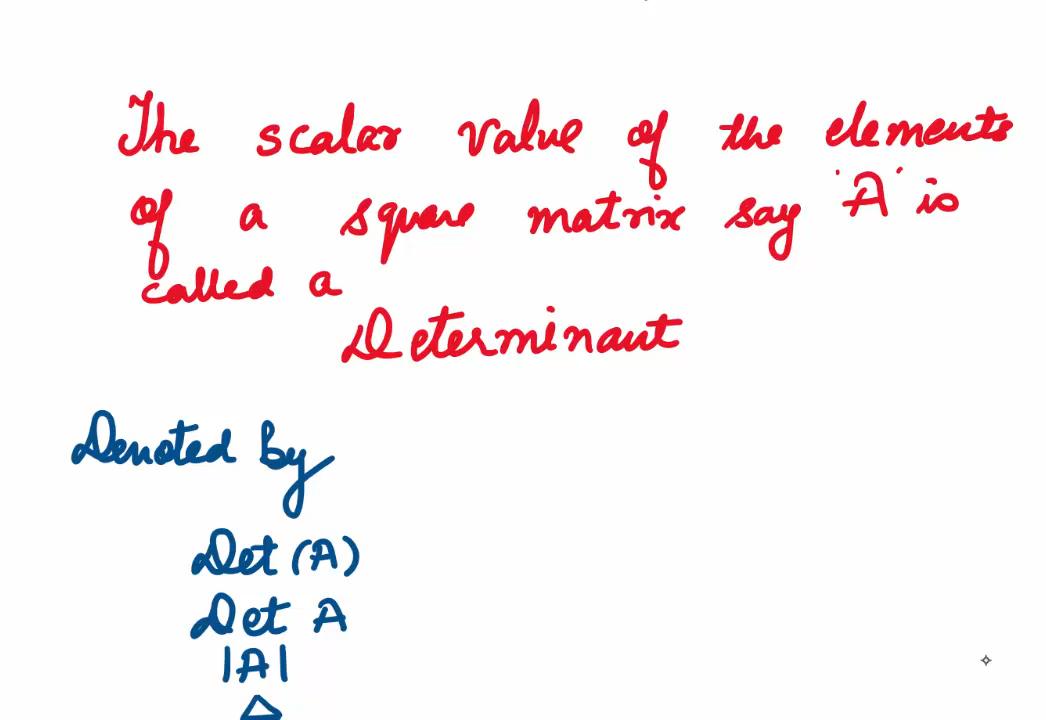 The scalar value of the elements
of a square matrix say 'A' is
called a
Determinant
Denoted by
Det (A)
Det A
|A|
Δ